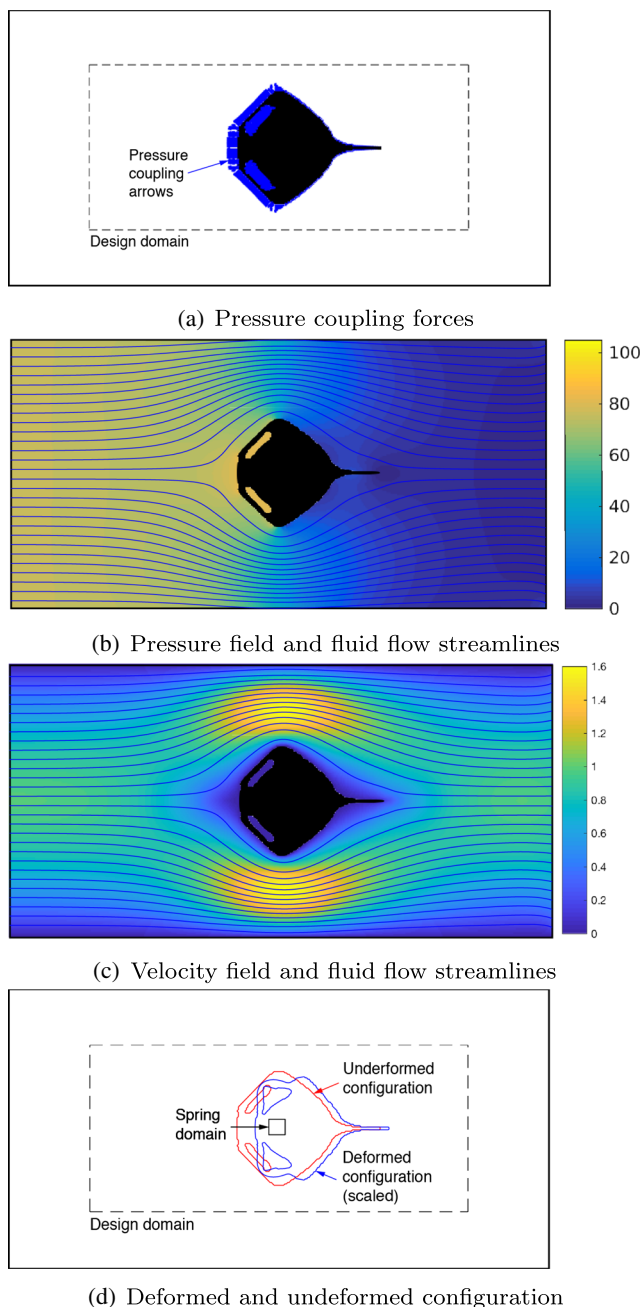 Pressure
coupling
arrows
Design domain
(a) Pressure coupling forces
100
80
60
40
20
0
(b) Pressure field and fluid flow streamlines
1.6
1.4
1.2
1
0.8
0.6
0.4
0.2
0
(c) Velocity field and fluid flow streamlines
Underformed
configuration
Spring
domain
Deformed
configuration
(scaled)
Design domain
(d) Deformed and undeformed configuration